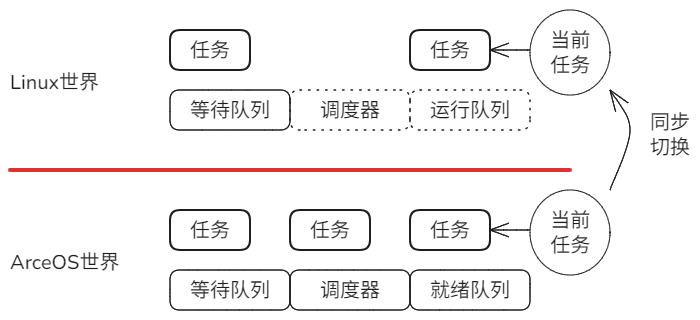 任务
任务
当前
任务
Linux世界
等待队列
调度器
运行队列
同步
切换
任务
任务
任务
当前
任务
ArceOS世界
等待队列
调度器
就绪队列